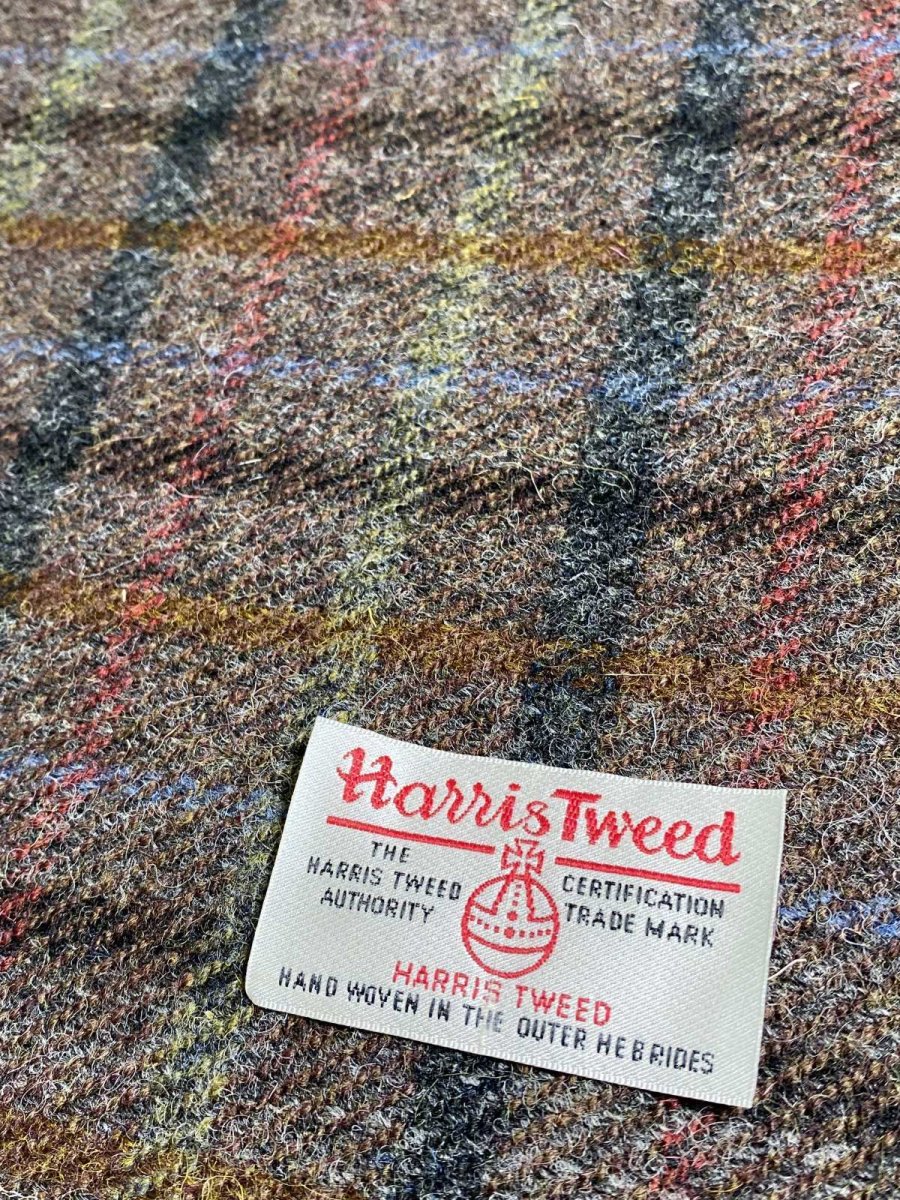 Harris Tweed
THE
HARRIS TWEED
AUTHORITY
CERTIFICATION
TRADE MARK
HARRIS TWEED
HAND WOVEN IN THE OUTER HEBRIDES